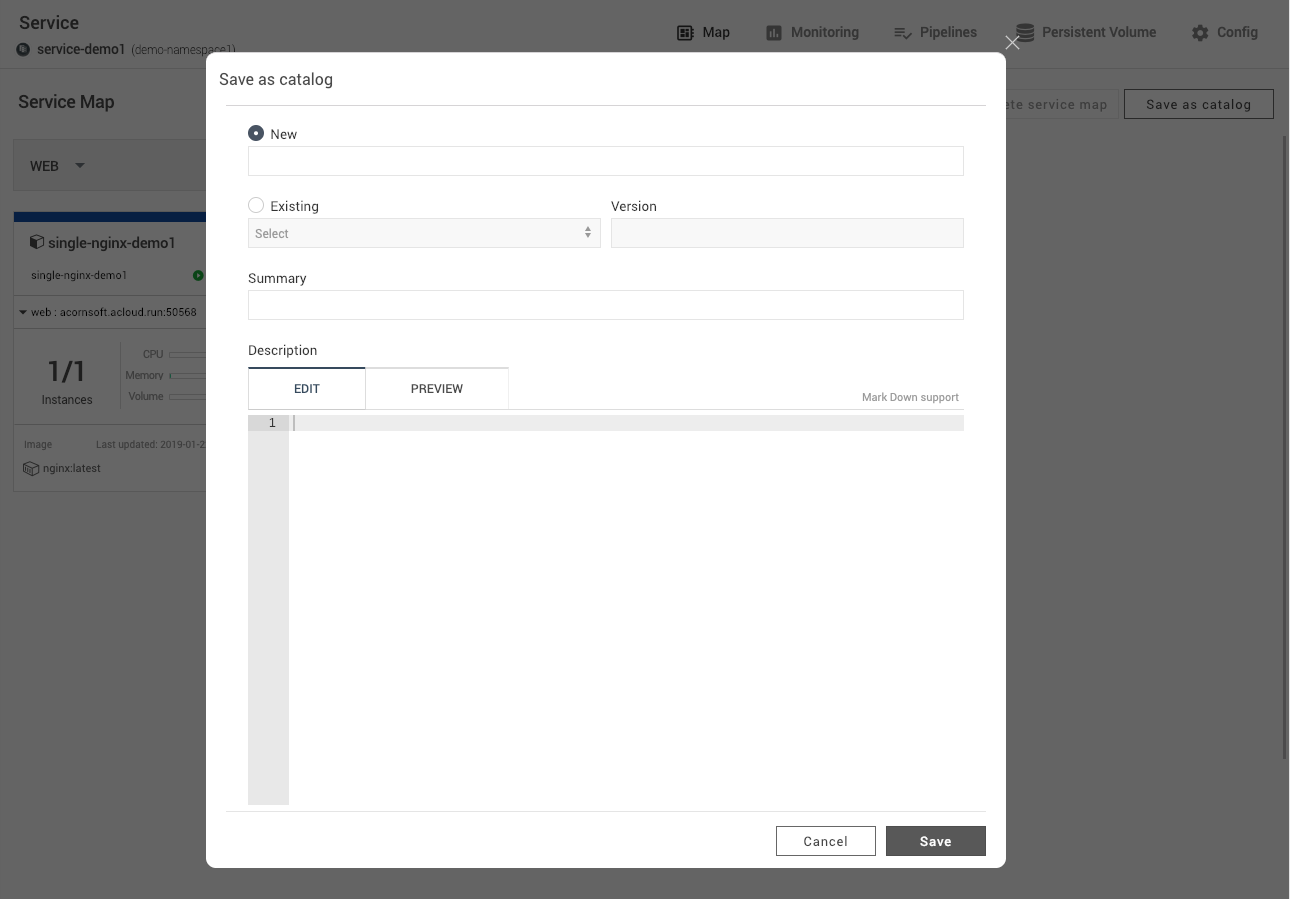 Service
service-demo1 (demo-namespace1)
Map
Monitoring
Pipelines
Persistent Volume
Config
Service Map
service map
Save as catalog
WEB
single-nginx-demo1
single-nginx-demo1
web : acornsoft.acloud.run:50568
1/1
Instances
CPU
Memory
Volume
Image
Last updated: 2019-01-2
nginx:latest
Save as catalog
New
Existing
Version
Select
Summary
Description
EDIT
PREVIEW
Mark Down support
1
Cancel
Save